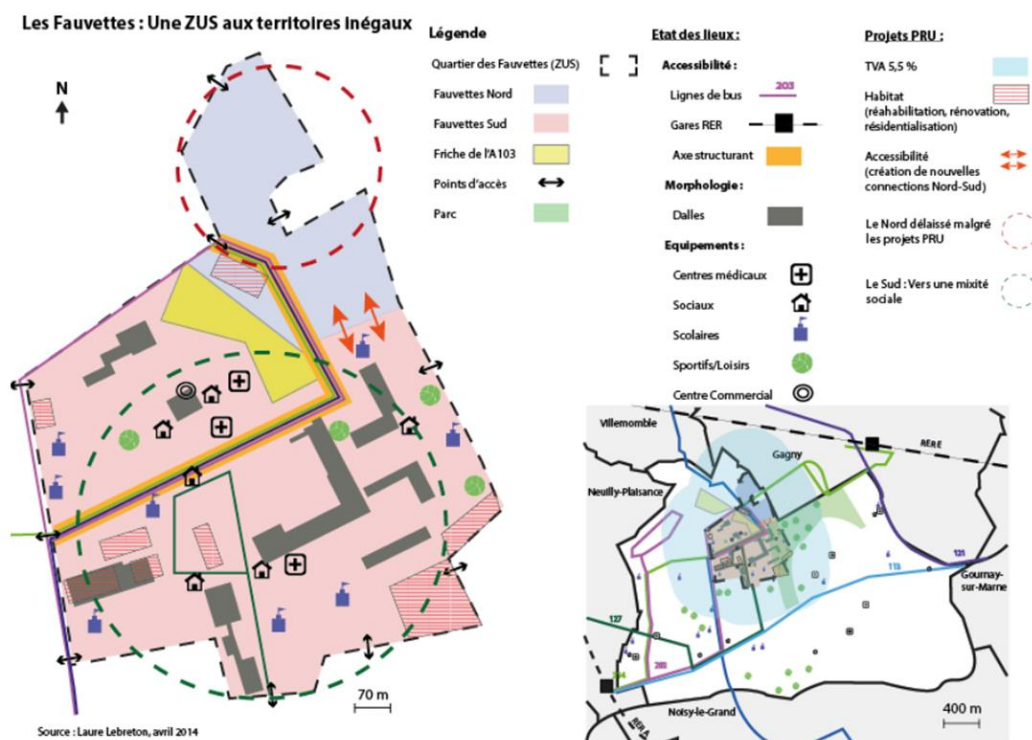 Les Fauvettes : Une ZUS aux territoires inégaux
N
Légende
Quartier des Fauvettes (ZUS)
Fauvettes Nord
Fauvettes Sud
Friche de l'A103
Points d'accès
Parc
Etat des lieux :
Accessibilité :
Lignes de bus
203
Gares RER
Axe structurant
Morphologie :
Dalles
Equipements :
Centres médicaux
Sociaux
Scolaires
Sportifs/Loisirs
Centre Commercial
Projets PRU :
TVA 5,5 %
Habitat
(réahabilitation, rénovation,
résidentialisation)
Accessibilité
(création de nouvelles
connections Nord-Sud)
Le Nord délaissé malgré
les projets PRU
Le Sud : Vers une mixité
sociale
70 m
Source : Laure Lebreton, avril 2014
Villemomble
Gagny
RER E
Neuilly-Plaisance
113
Gournay-
sur-Marne
127
203
Noisy-le-Grand
RER A
400 m